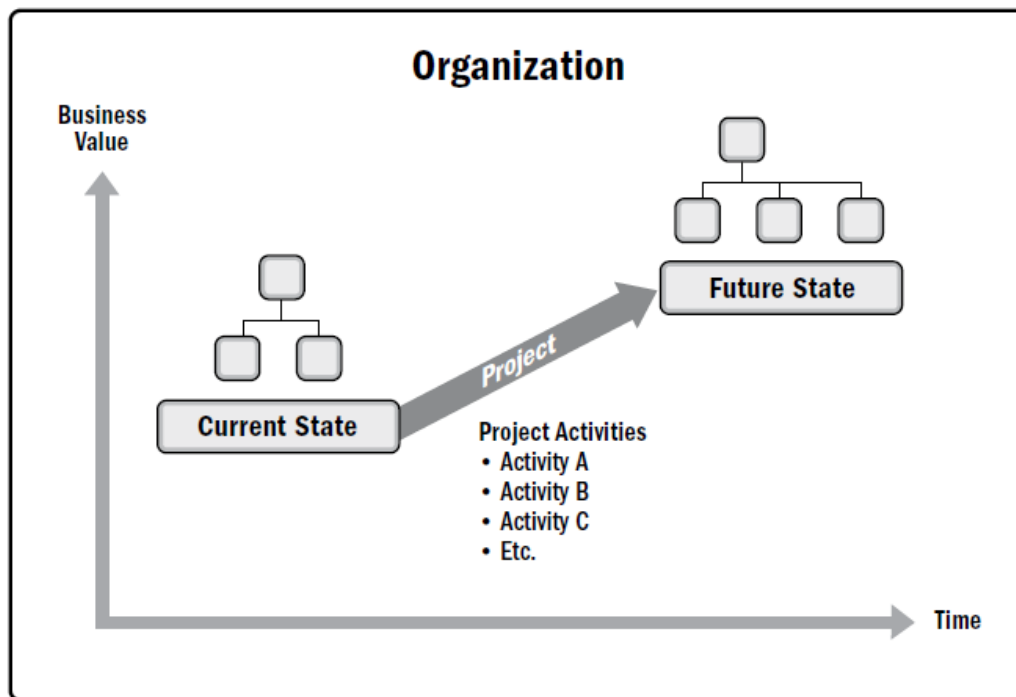 Organization
Business
Value
Future State
Project
Current State
Project Activities
• Activity A
• Activity B
• Activity C
• Etc.
Time